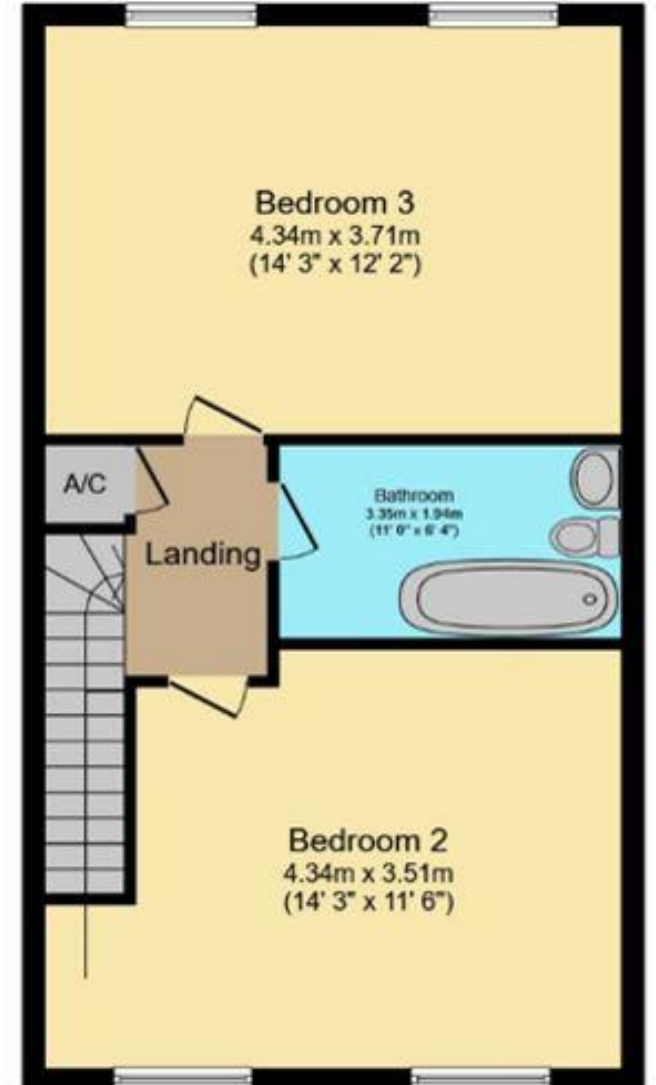 Bedroom 3
4.34m x 3.71m
(14' 3" x 12' 2")
A/C
Landing
Bathroom
3.35m x 1.94m
(11' 0" x 6' 4")
Bedroom 2
4.34m x 3.51m
(14' 3" x 11' 6")